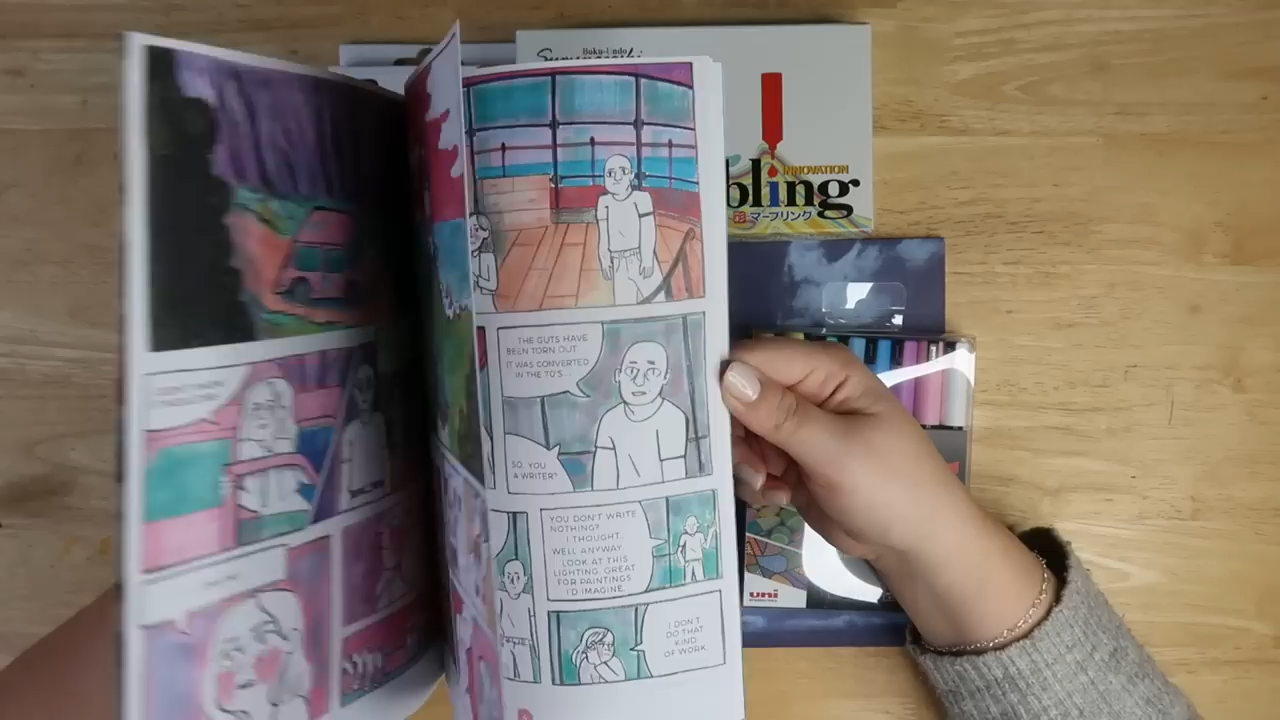 Boku-Undo
INNOVATION
bling
マーブリング
THE GUTS HAVE
BEEN TORN OUT.
IT WAS CONVERTED
IN THE 70'S...
SO. YOU
A WRITER?
YOU DON'T WRITE
NOTHING?
I THOUGHT..
WELL ANYWAY
LOOK AT THIS
LIGHTING. GREAT
FOR PAINTINGS
I'D IMAGINE.
I DON'T
DO THAT
KIND
OF WORK.
uni